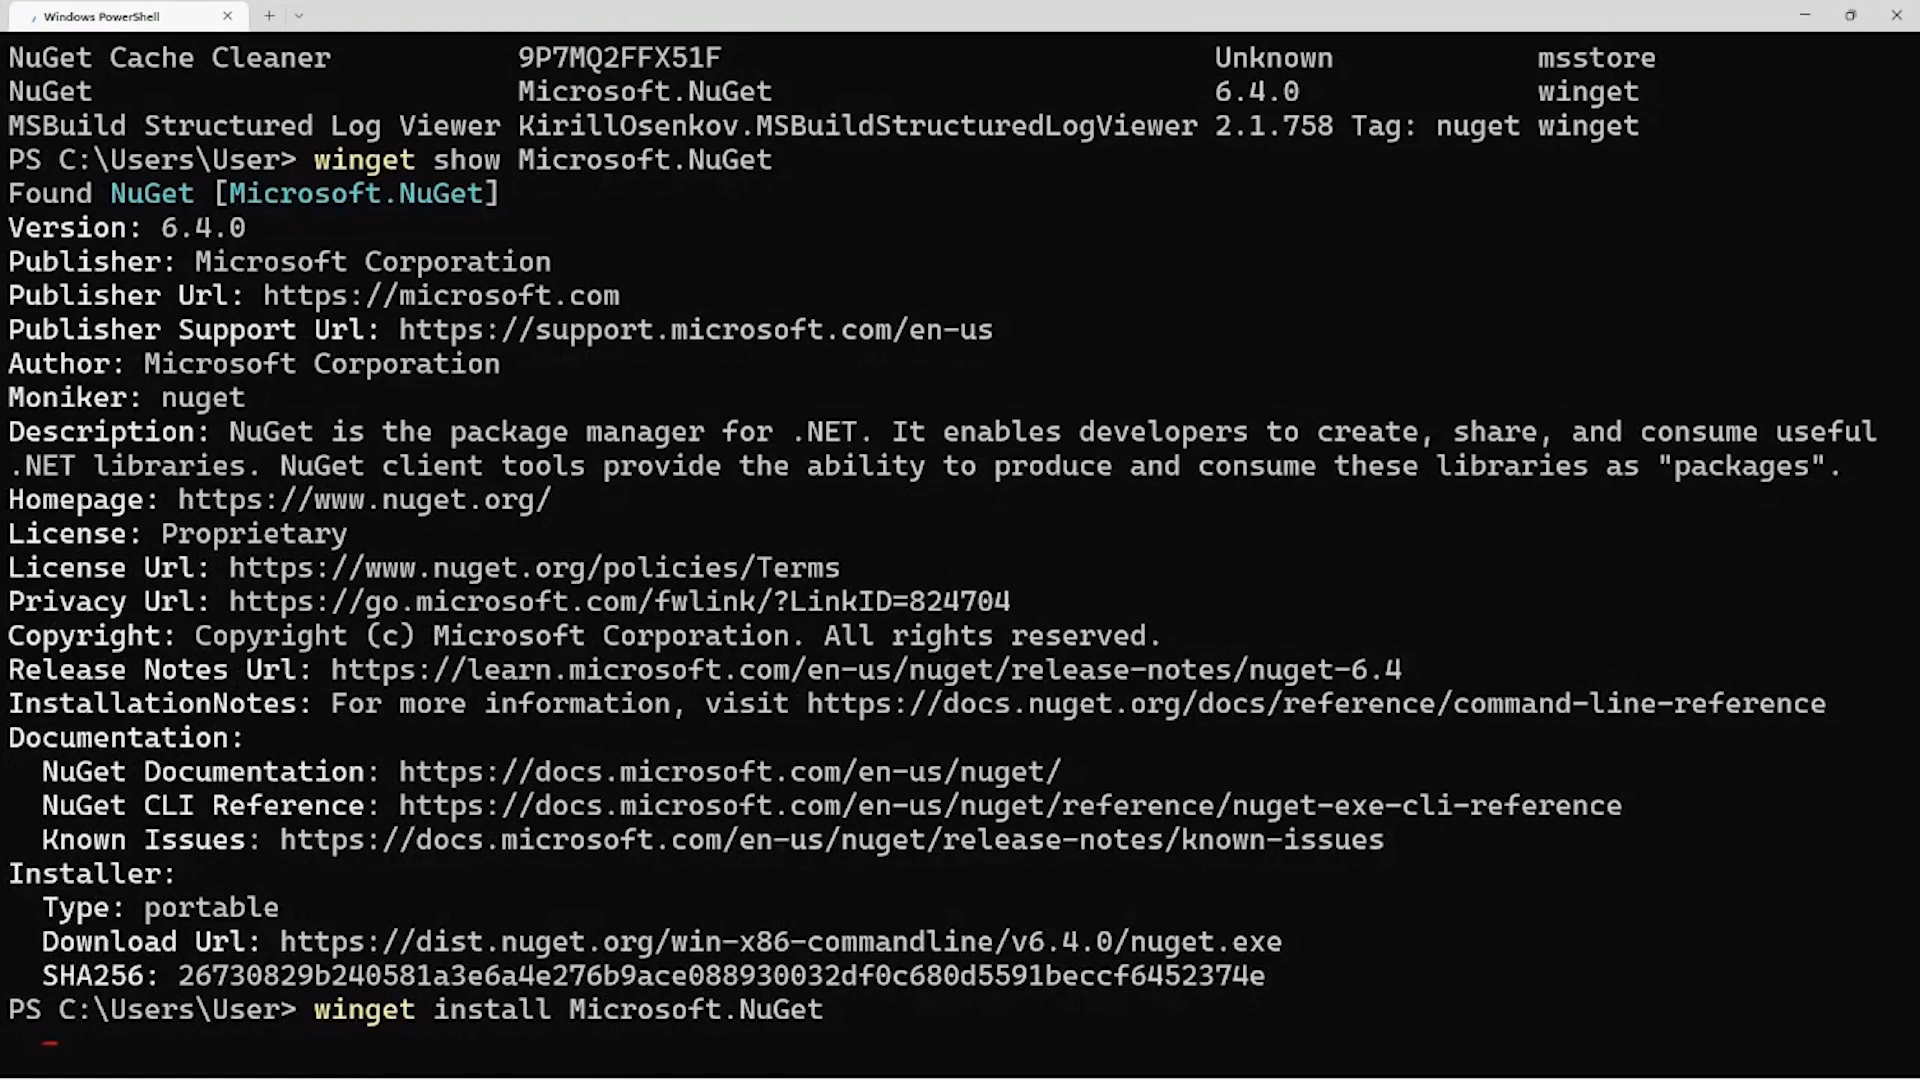 Windows PowerShell
NuGet Cache Cleaner 9P7MQ2FFX51F Unknown msstore
NuGet Microsoft.NuGet 6.4.0 winget
MSBuild Structured Log Viewer KirillOsenkov.MSBuildStructuredLogViewer 2.1.758 Tag: nuget winget
PS C:\Users\User> winget show Microsoft.NuGet
Found NuGet [Microsoft.NuGet]
Version: 6.4.0
Publisher: Microsoft Corporation
Publisher Url: https://microsoft.com
Publisher Support Url: https://support.microsoft.com/en-us
Author: Microsoft Corporation
Moniker: nuget
Description: NuGet is the package manager for .NET. It enables developers to create, share, and consume useful
.NET libraries. NuGet client tools provide the ability to produce and consume these libraries as "packages".
Homepage: https://www.nuget.org/
License: Proprietary
License Url: https://www.nuget.org/policies/Terms
Privacy Url: https://go.microsoft.com/fwlink/?LinkID=824704
Copyright: Copyright (c) Microsoft Corporation. All rights reserved.
Release Notes Url: https://learn.microsoft.com/en-us/nuget/release-notes/nuget-6.4
InstallationNotes: For more information, visit https://docs.nuget.org/docs/reference/command-line-reference
Documentation:
NuGet Documentation: https://docs.microsoft.com/en-us/nuget/
NuGet CLI Reference: https://docs.microsoft.com/en-us/nuget/reference/nuget-exe-cli-reference
Known Issues: https://docs.microsoft.com/en-us/nuget/release-notes/known-issues
Installer:
Type: portable
Download Url: https://dist.nuget.org/win-x86-commandline/v6.4.0/nuget.exe
SHA256: 26730829b240581a3e6a4e276b9ace088930032df0c680d5591beccf6452374e
PS C:\Users\User> winget install Microsoft.NuGet